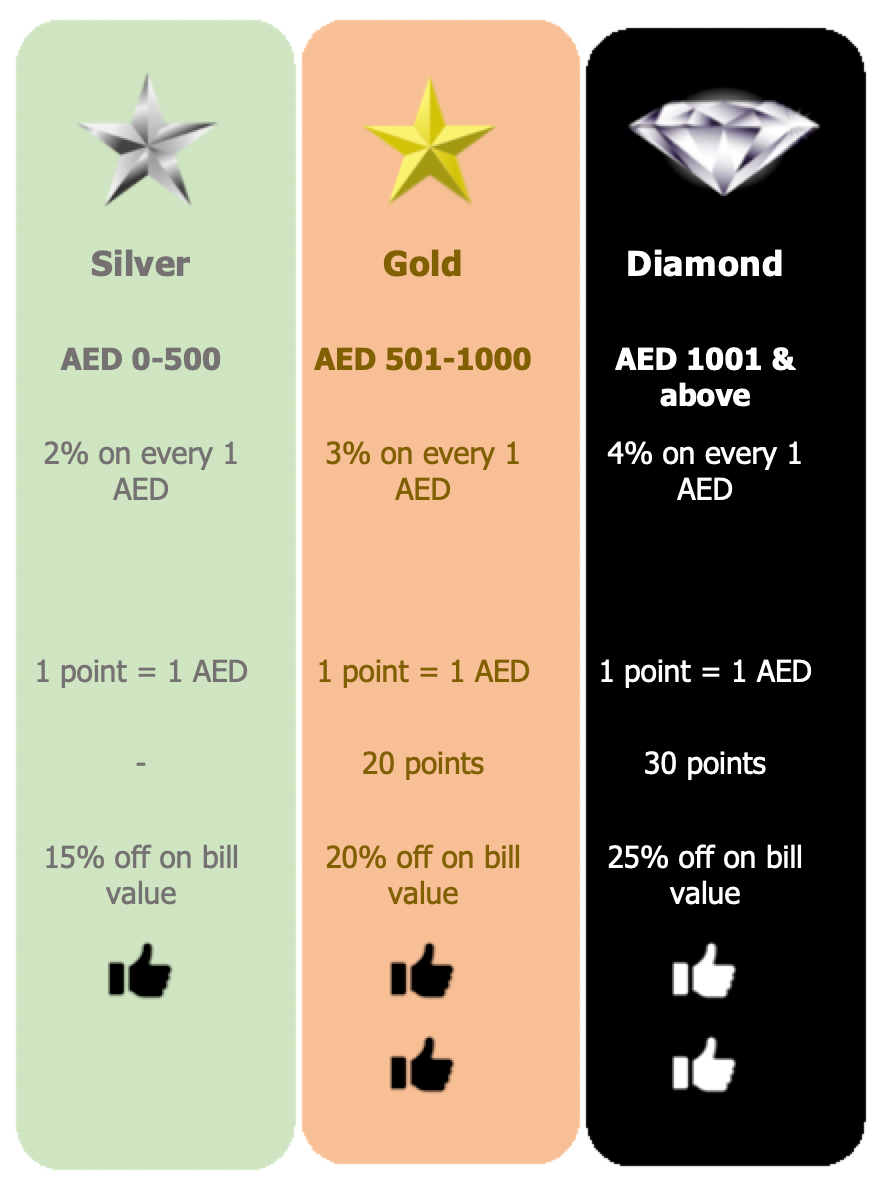 Silver
AED 0-500
2% on every 1
AED
1 point = 1 AED
-
15% off on bill
value
Gold
AED 501-1000
3% on every 1
AED
1 point = 1 AED
20 points
20% off on bill
value
Diamond
AED 1001 &
above
4% on every 1
AED
1 point = 1 AED
30 points
25% off on bill
value